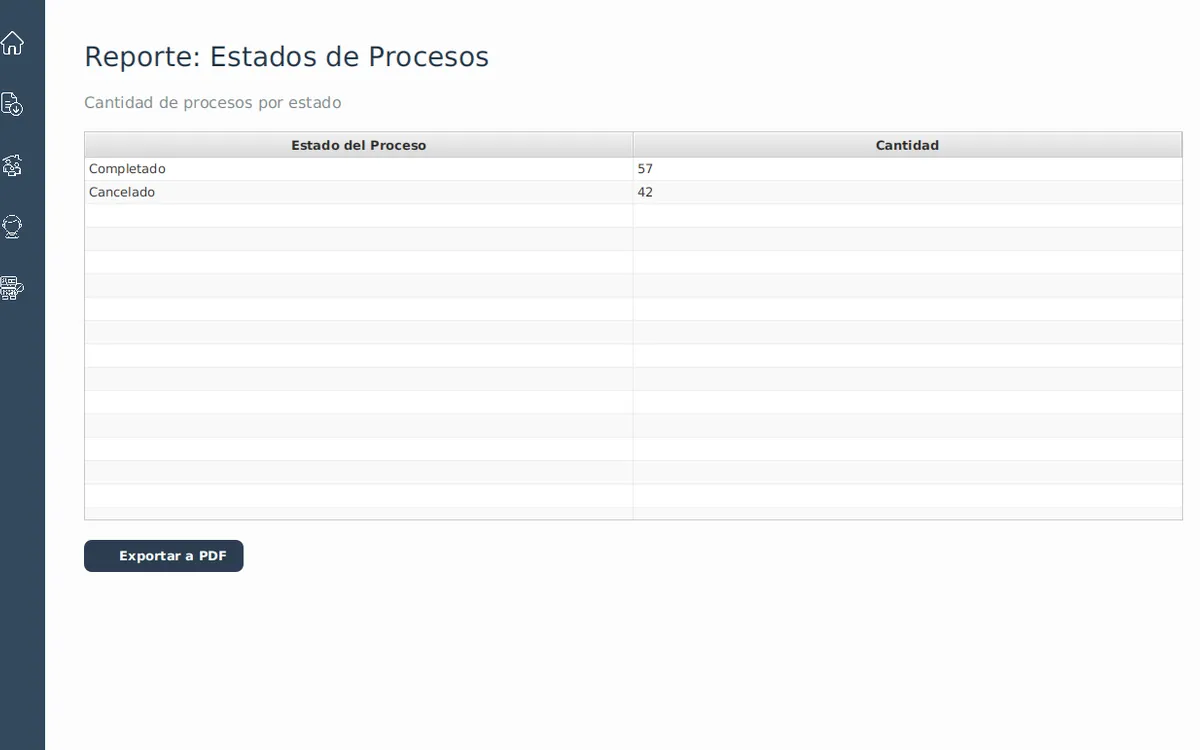 Reporte: Estados de Procesos
Cantidad de procesos por estado
Estado del Proceso Cantidad
Completado 57
Cancelado 42
Exportar a PDF